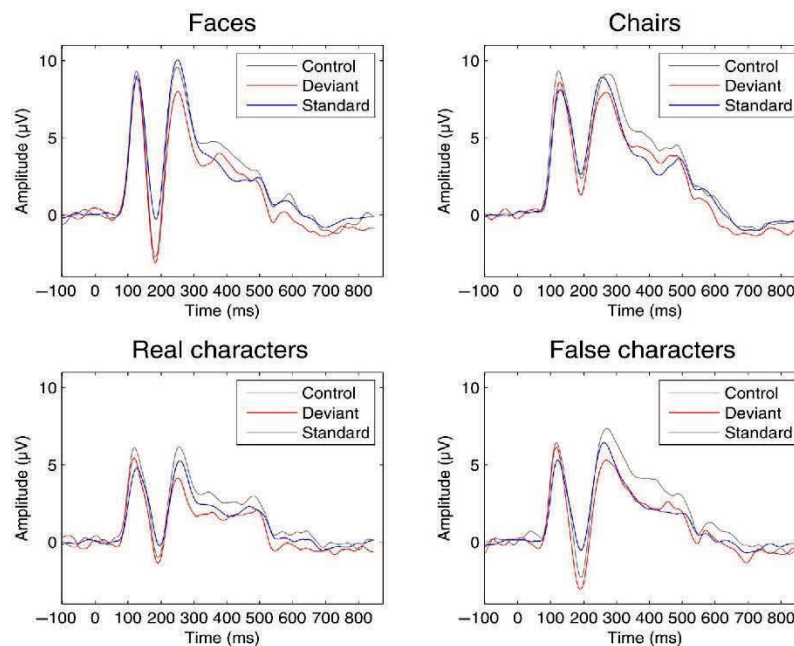 Faces
Chairs
10
5
0
Amplitude (µV)
Control
Deviant
Standard
−100 0 100 200 300 400 500 600 700 800
Time (ms)
10
5
0
Amplitude (µV)
Control
Deviant
Standard
−100 0 100 200 300 400 500 600 700 800
Time (ms)
Real characters
False characters
10
5
0
Amplitude (µV)
Control
Deviant
Standard
−100 0 100 200 300 400 500 600 700 800
Time (ms)
10
5
0
Amplitude (µV)
Control
Deviant
Standard
−100 0 100 200 300 400 500 600 700 800
Time (ms)